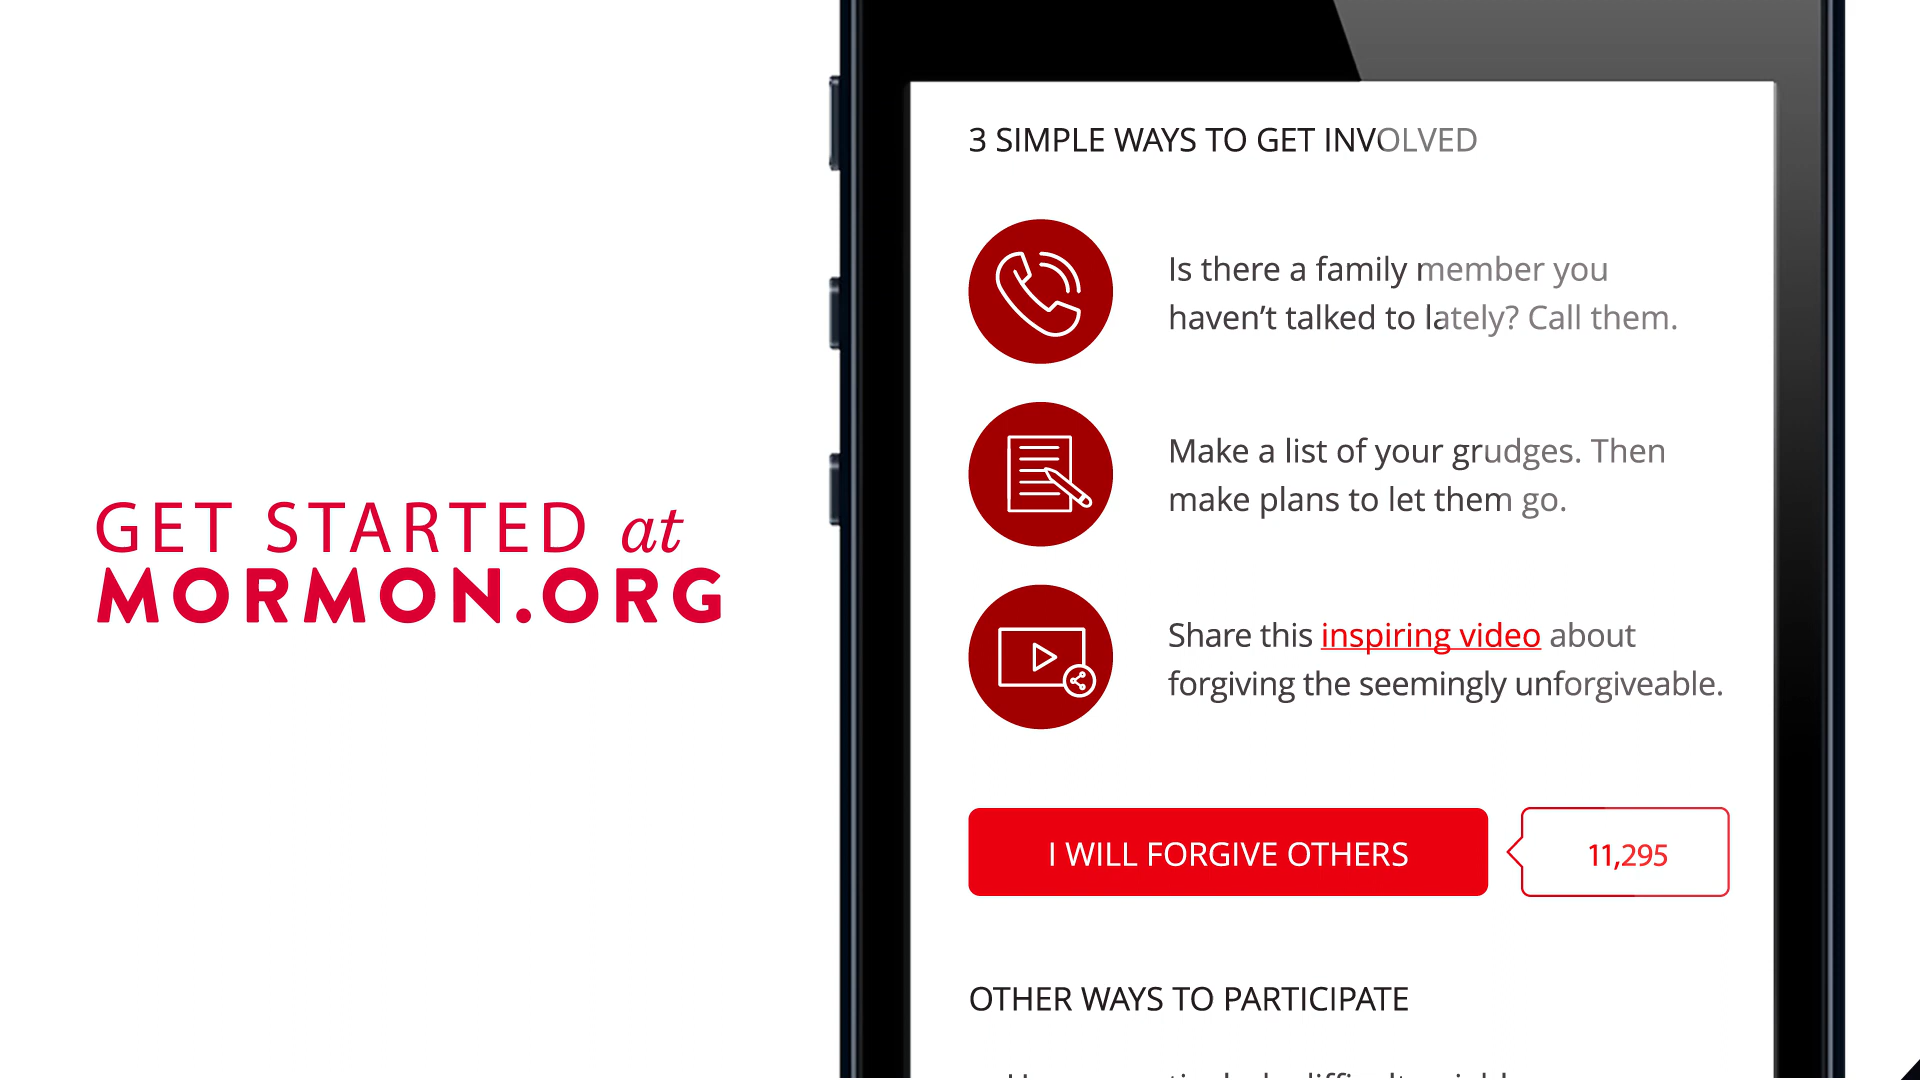 GET STARTED at
MORMON.ORG
3 SIMPLE WAYS TO GET INVOLVED
Is there a family member you
haven’t talked to lately? Call them.
Make a list of your grudges. Then
make plans to let them go.
Share this inspiring video about
forgiving the seemingly unforgiveable.
I WILL FORGIVE OTHERS
11,295
OTHER WAYS TO PARTICIPATE